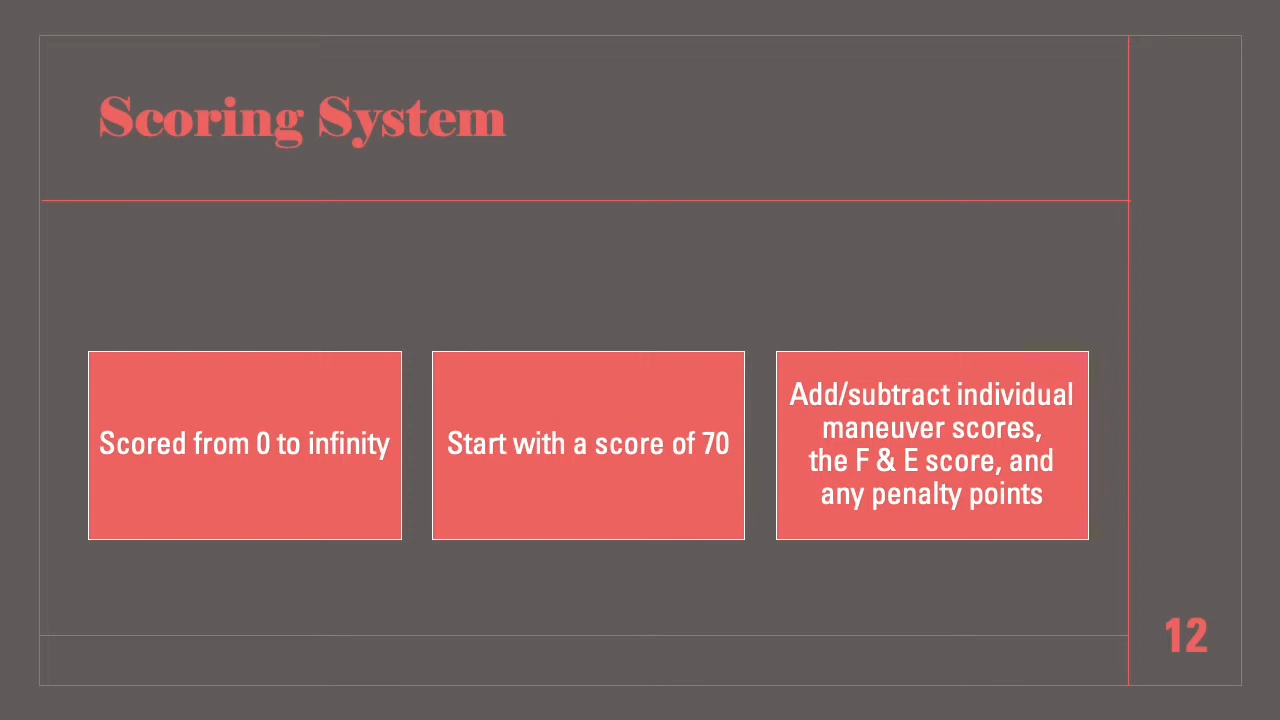 Scoring System
Scored from 0 to infinity
Start with a score of 70
Add/subtract individual
maneuver scores,
the F & E score, and
any penalty points
12